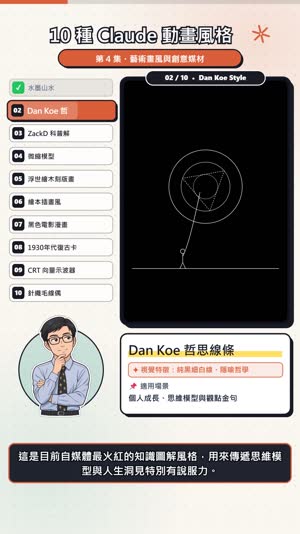 10 種 Claude 動畫風格
第 4 集・藝術畫風與創意媒材
水墨山水
02 Dan Koe 哲
03 ZackD 科普解
04 微縮模型
05 浮世繪木刻版畫
06 繪本插畫風
07 黑色電影漫畫
08 1930年代復古卡
09 CRT 向量示波器
10 針織毛線偶
02 / 10 • Dan Koe Style
Dan Koe 哲思線條
視覺特徵：純黑細白線、隱喻哲學
適用場景
個人成長、思維模型與觀點金句
這是目前自媒體最火紅的知識圖解風格，用來傳遞思維模
型與人生洞見特別有說服力。